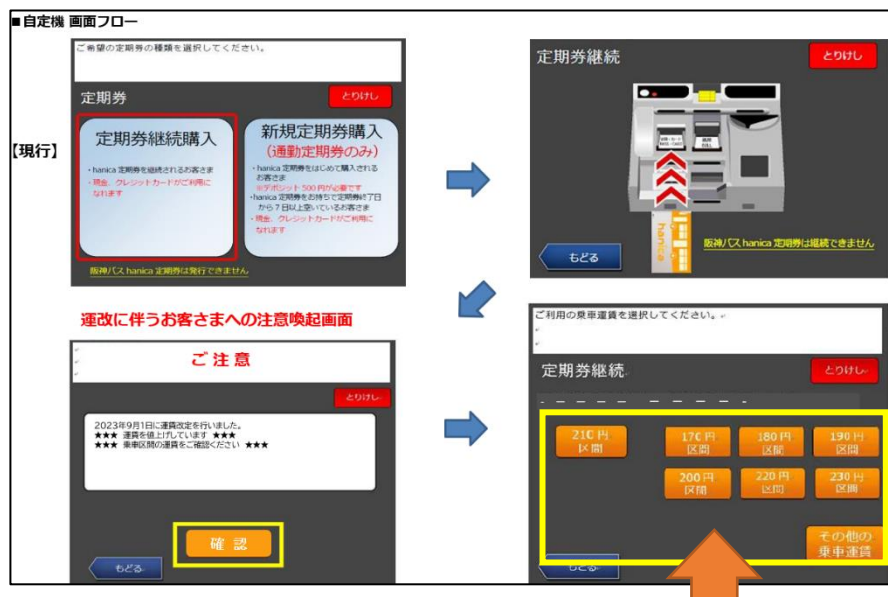 ■自定機 画面フロー
【現行】
ご希望の定期券の種類を選択してください。
定期券
とりけし
定期券継続購入
・hanica 定期券を継続されるお客さま
・現金、クレジットカードがご利用に
なれます
新規定期券購入
(通勤定期券のみ)
・hanica 定期券をはじめて購入される
お客さま
※デポジット 500 円が必要です
・hanica 定期券をお持ちで定期券終了日
から 7 日以上空いているお客さま
・現金、クレジットカードがご利用に
なれます
阪神バス hanica 定期券は発行できません
定期券継続
とりけし
hanica
阪神バス hanica 定期券は継続できません
もどる
運改に伴うお客さまへの注意喚起画面
ご 注 意
とりけし
2023年9月1日に運賃改定を行いました。
★★★ 運賃を値上げしています ★★★
★★★ 乗車区間の運賃をご確認ください ★★★
確 認
もどる
ご利用の乗車運賃を選択してください。
定期券継続
とりけし
210 円
区間
170 円
区間
180 円
区間
190 円
区間
200 円
区間
220 円
区間
230 円
区間
その他の
乗車運賃
もどる